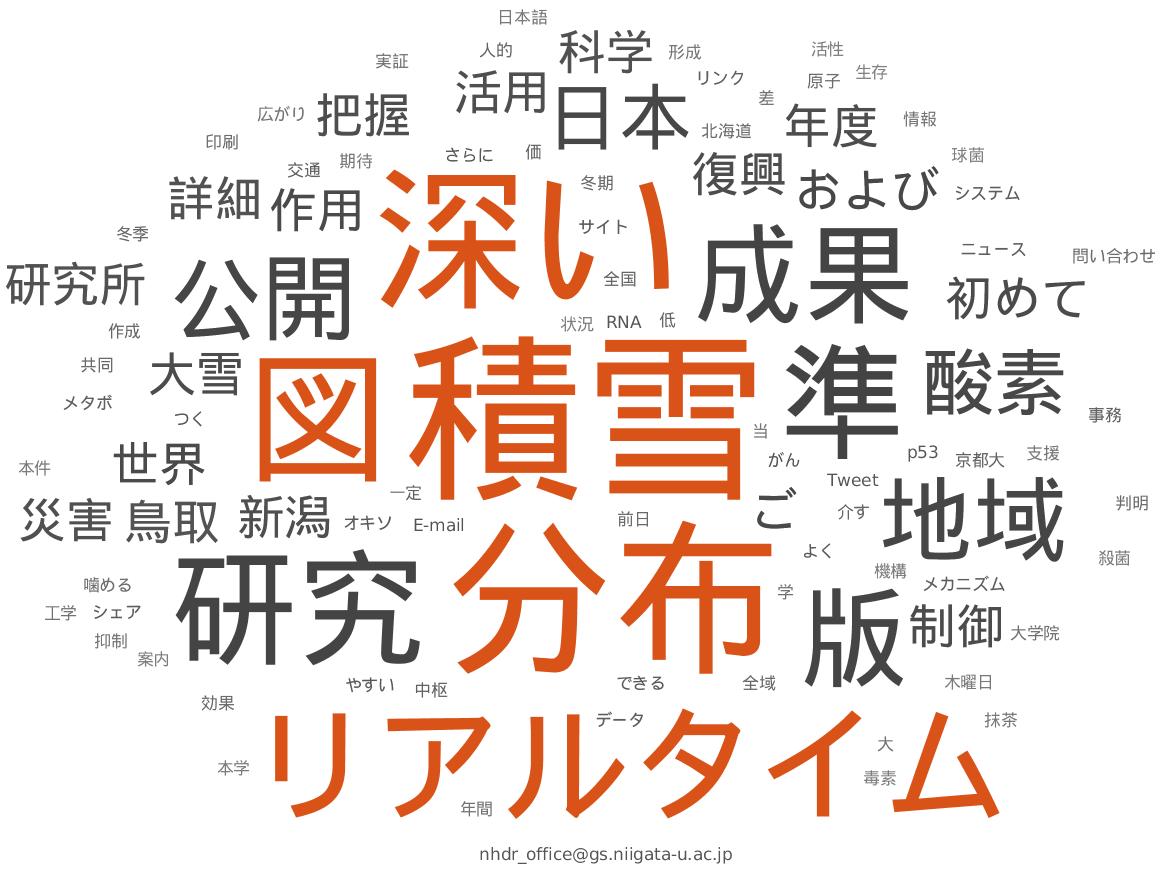 日本語
科学
人的
形成
活性
実証
活用
リンク
原子
生存
日本
差
把握
広がり
年度
情報
北海道
印刷
さらに
価
交通
期待
復興
球菌
冬期
詳細
作用
深い
および
システム
サイト
冬季
成果
ニュース
問い合わせ
研究所
公開
全国
初めて
作成
状況
RNA
低
共同
大雪
図
積雪
準
酸素
メタボ
つく
事務
当
世界
がん
p53
京都大
支援
本件
Tweet
一定
災害
鳥取
新潟
オキソ
E-mail
前日
ご
介す
地域
判明
よく
殺菌
噛める
研究
分布
機構
メカニズム
工学
シェア
学
版
制御
大学院
抑制
案内
やすい
中枢
できる
全域
木曜日
効果
データ
抹茶
リアルタイム
大
本学
毒素
年間
nhdr_office@gs.niigata-u.ac.jp